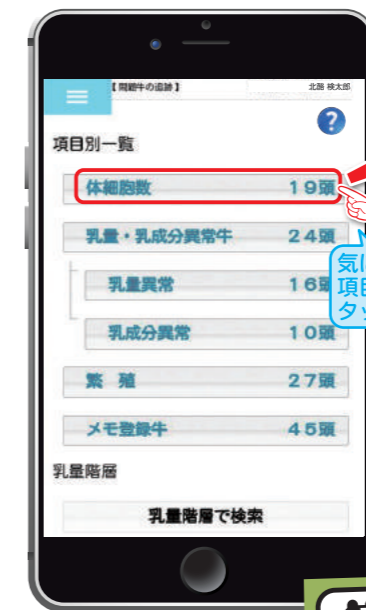 【問題牛の追跡】
北酪 検太郎
?
項目別一覧
体細胞数 19頭
乳量・乳成分異常牛 24頭
乳量異常 16頭
乳成分異常 10頭
繁 殖 27頭
メモ登録牛 45頭
乳量階層
乳量階層で検索
気に
項目
タッ